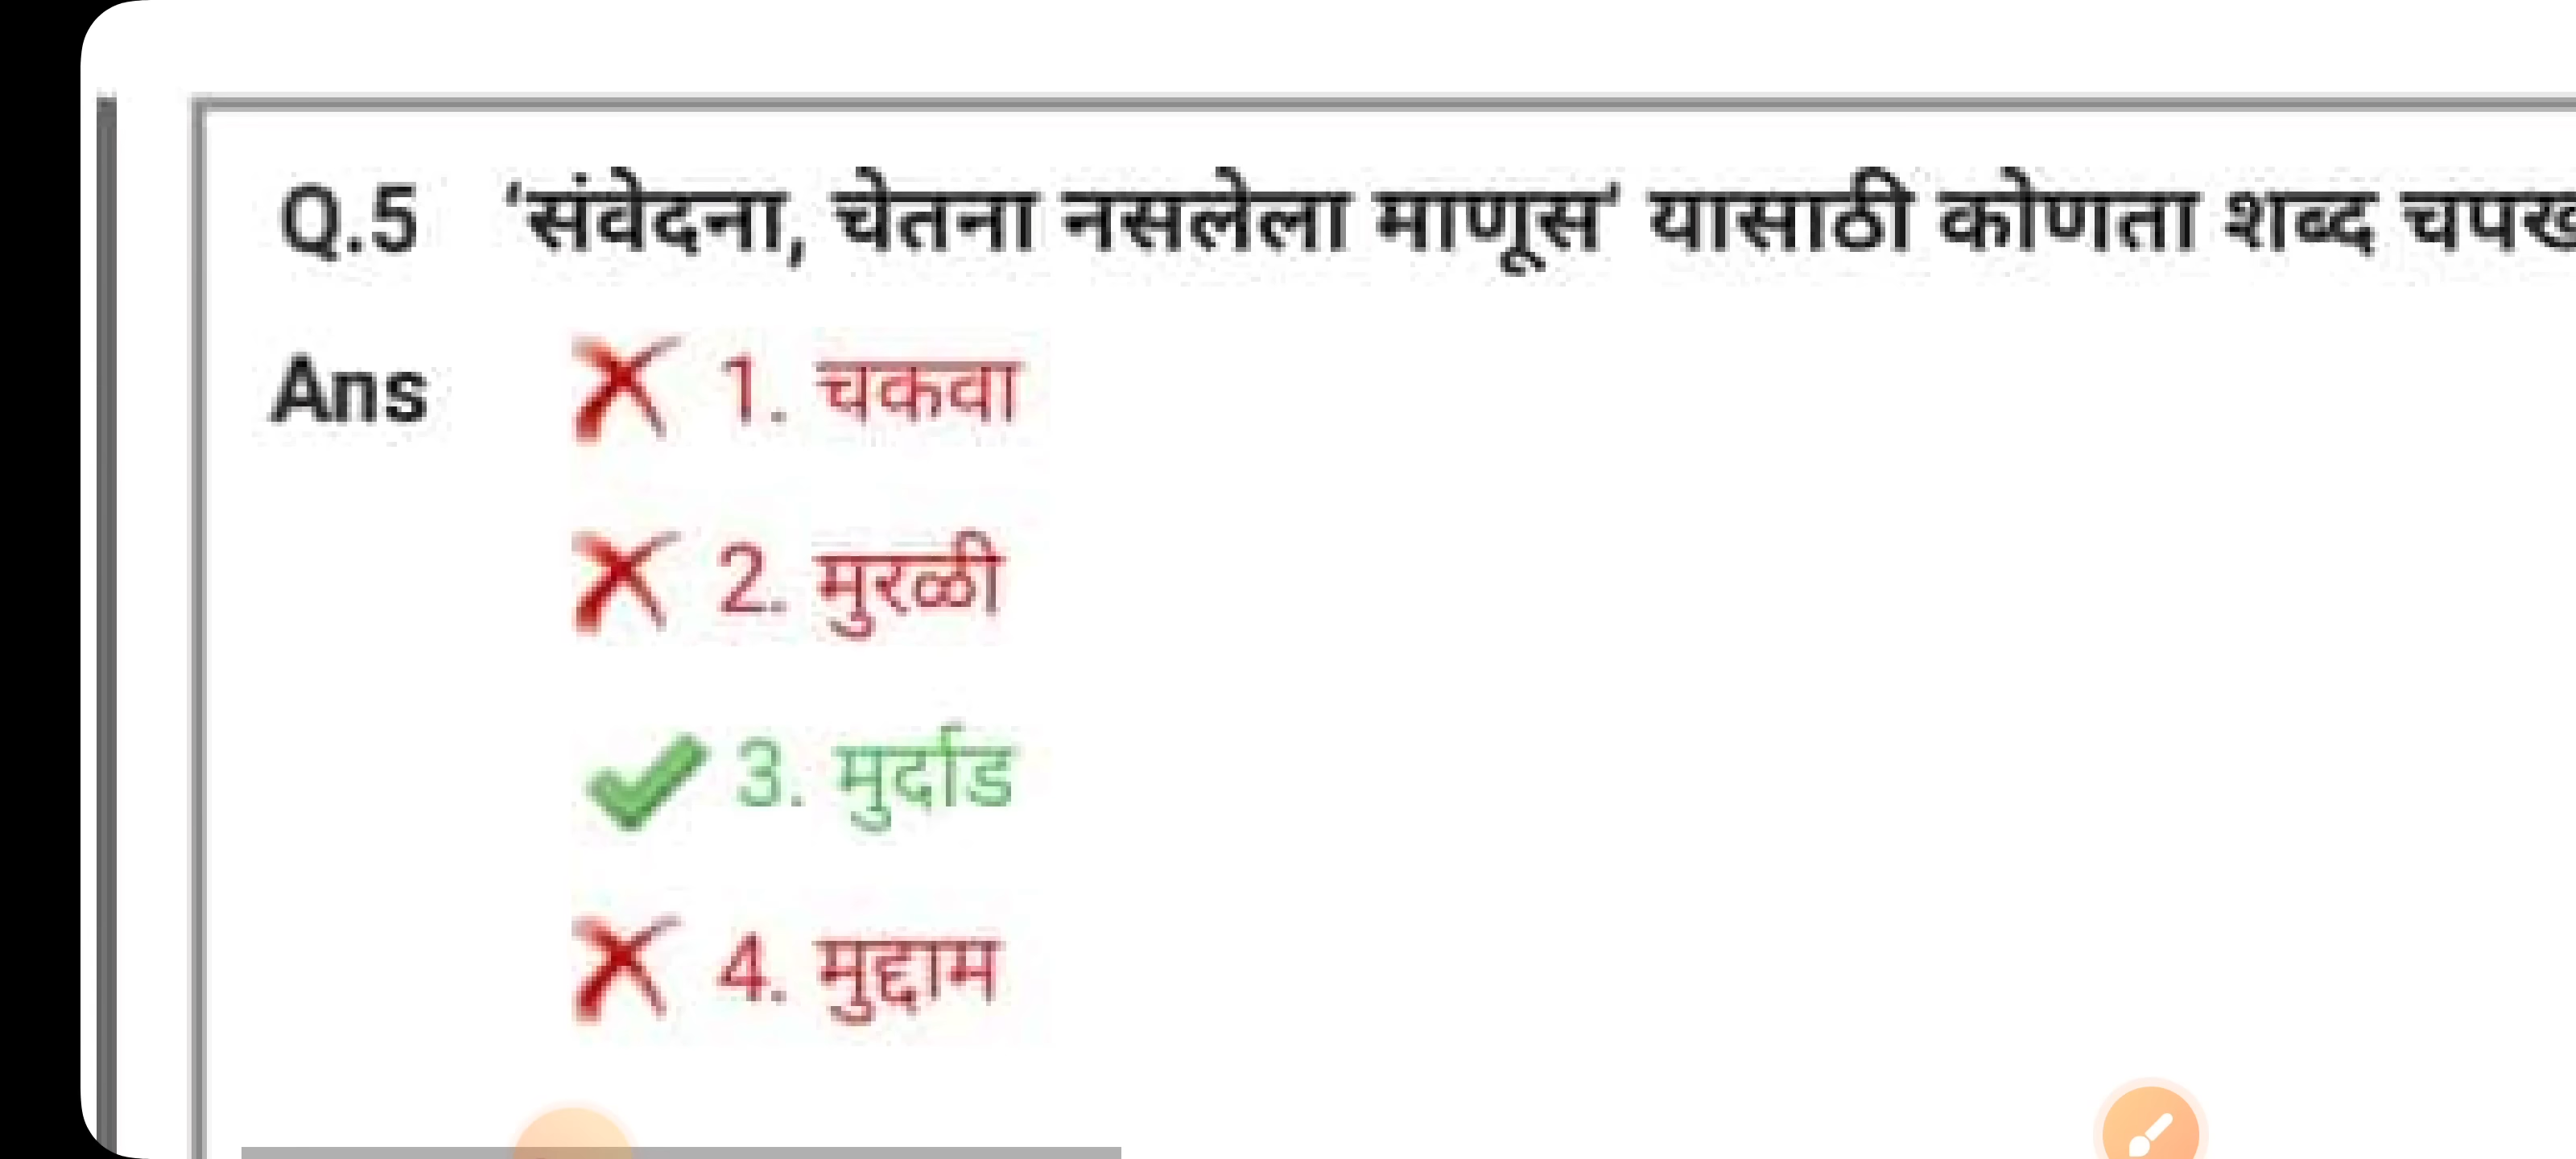 Q.5 'संवेदना, चेतना नसलेला माणूस' यासाठी कोणता शब्द
Ans 1. चकवा
2. मुरळी
3. मुर्दाड
4. मुद्दाम